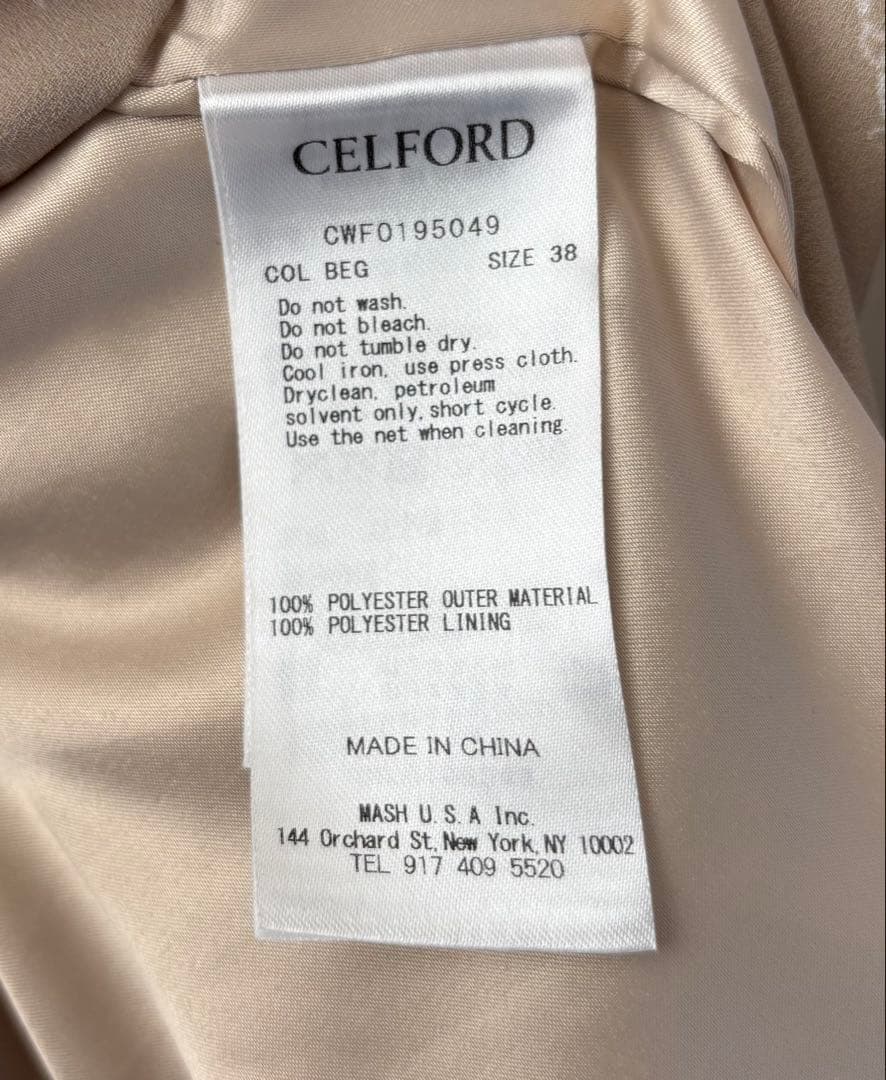 CELFORD
CWFO195049
COL BEG SIZE 38
Do not wash.
Do not bleach.
Do not tumble dry.
Cool iron, use press cloth.
Dryclean, petroleum
solvent only, short cycle.
Use the net when cleaning.
100% POLYESTER OUTER MATERIAL
100% POLYESTER LINING
MADE IN CHINA
MASH U.S.A Inc.
144 Orchard St, New York, NY 10002
TEL 917 409 5520